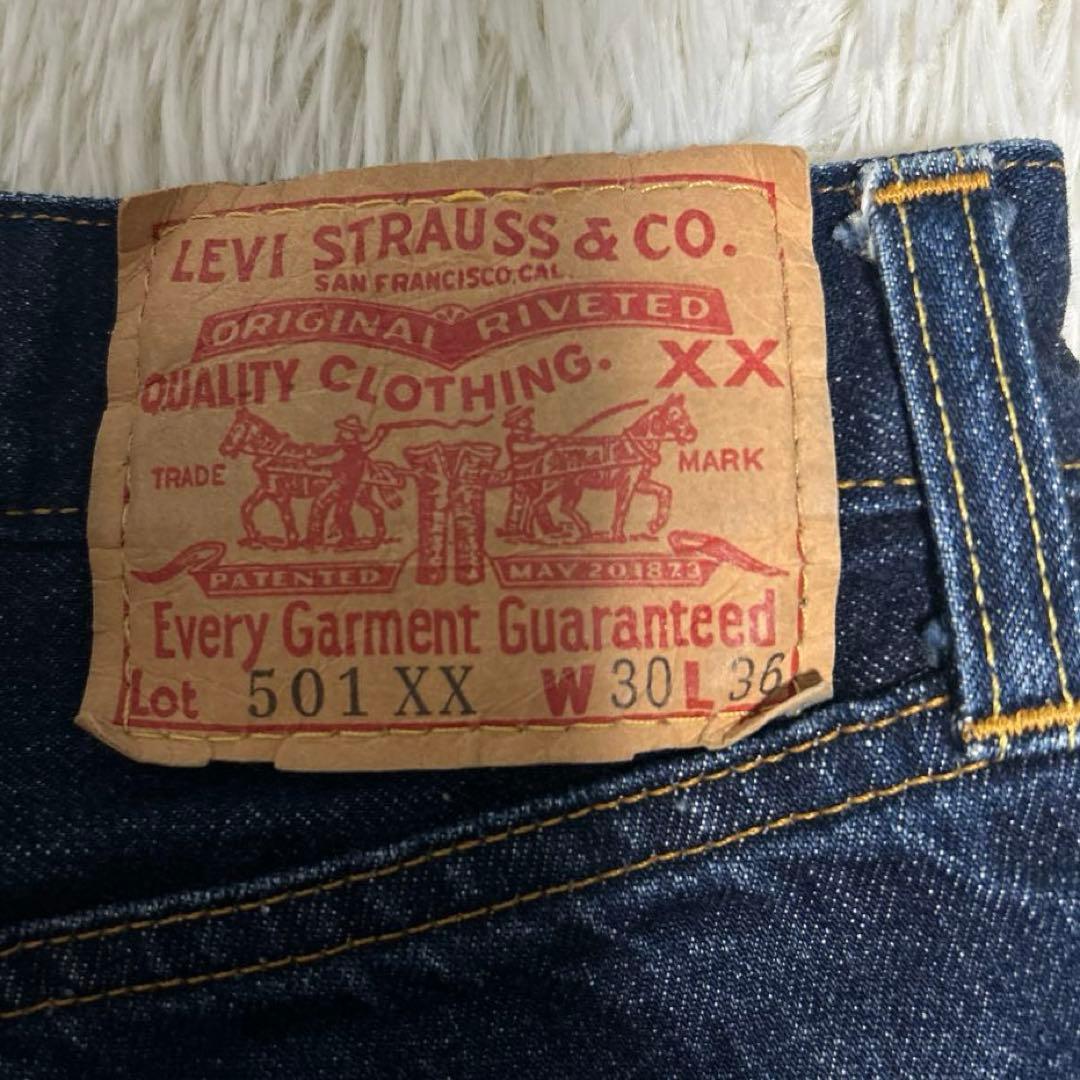 LEVI STRAUSS & CO.
SAN FRANCISCO, CAL.
ORIGINAL RIVETED
QUALITY CLOTHING. XX
TRADE MARK
PATENTED MAY 20 1873
Every Garment Guaranteed
Lot 501 XX W 30 L 36